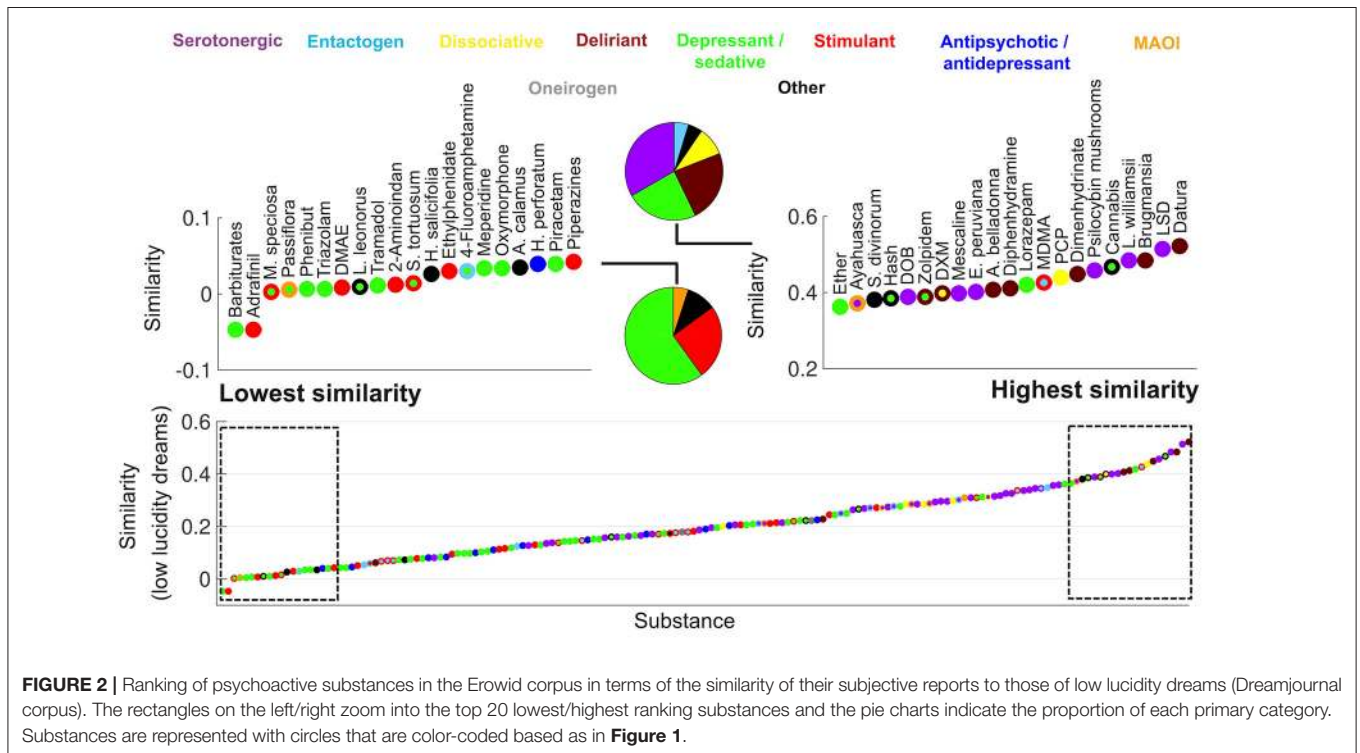 Serotonergic Entactogen Dissociative Deliriant Depressant / sedative Stimulant Antipsychotic / antidepressant MAOI
Oneirogen Other
Similarity
0.1
0
-0.1
Barbiturates
Adrafinil
M. speciosa
Passiflora
Phenibut
Triazolam
DMAE
L. leonorus
Tramadol
2-Aminoindan
S. tortuosum
H. salicifolia
Ethylphenidate
4-Fluoroamphetamine
Meperidine
Oxymorphone
A. calamus
H. perforatum
Piracetam
Piperazines
Lowest similarity
Similarity
0.6
0.4
0.2
Ether
Ayahuasca
S. divinorum
Hash
DOB
Zolpidem
DXM
Mescaline
E. peruviana
A. belladonna
Diphenhydramine
Lorazepam
MDMA
PCP
Dimenhydrinate
Psilocybin mushrooms
Cannabis
L. williamsii
Brugmansia
LSD
Datura
Highest similarity
Similarity
(low lucidity dreams)
0.6
0.4
0.2
0
Substance
FIGURE 2 | Ranking of psychoactive substances in the Erowid corpus in terms of the similarity of their subjective reports to those of low lucidity dreams (Dreamjournal
corpus). The rectangles on the left/right zoom into the top 20 lowest/highest ranking substances and the pie charts indicate the proportion of each primary category.
Substances are represented with circles that are color-coded based as in Figure 1.